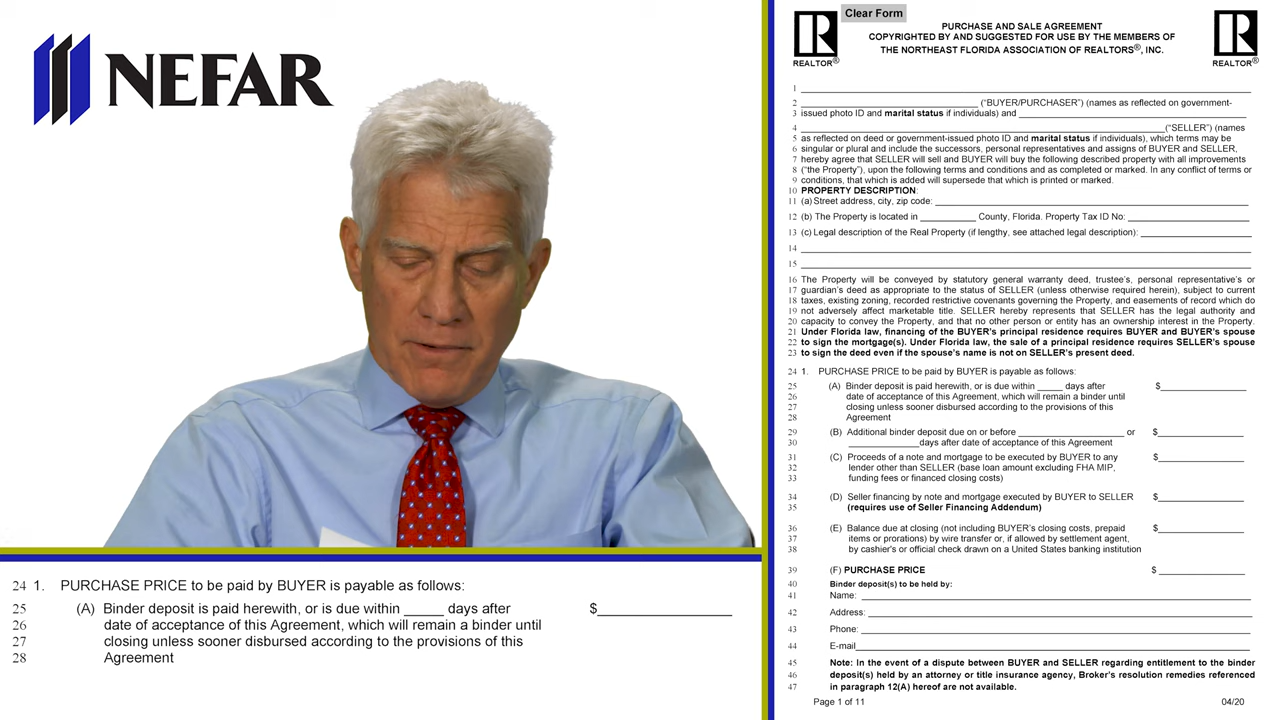 NEFAR
24 1. PURCHASE PRICE to be paid by BUYER is payable as follows:
25 (A) Binder deposit is paid herewith, or is due within _____ days after $________________
26 date of acceptance of this Agreement, which will remain a binder until
27 closing unless sooner disbursed according to the provisions of this
28 Agreement
Clear Form
REALTOR®
REALTOR®
PURCHASE AND SALE AGREEMENT
COPYRIGHTED BY AND SUGGESTED FOR USE BY THE MEMBERS OF
THE NORTHEAST FLORIDA ASSOCIATION OF REALTORS®, INC.
1
2 ____________________ (“BUYER/PURCHASER”) (names as reflected on government-
3 issued photo ID and marital status if individuals) and ____________________
4 ____________________(“SELLER”) (names
5 as reflected on deed or government-issued photo ID and marital status if individuals), which terms may be
6 singular or plural and include the successors, personal representatives and assigns of BUYER and SELLER,
7 hereby agree that SELLER will sell and BUYER will buy the following described property with all improvements
8 (“the Property”), upon the following terms and conditions and as completed or marked. In any conflict of terms or
9 conditions, that which is added will supersede that which is printed or marked.
10 PROPERTY DESCRIPTION:
11 (a) Street address, city, zip code: ____________________
12 (b) The Property is located in ___________ County, Florida. Property Tax ID No: ____________________
13 (c) Legal description of the Real Property (if lengthy, see attached legal description): ____________________
14
15
16 The Property will be conveyed by statutory general warranty deed, trustee’s, personal representative’s or
17 guardian’s deed as appropriate to the status of SELLER (unless otherwise required herein), subject to current
18 taxes, existing zoning, recorded restrictive covenants governing the Property, and easements of record which do
19 not adversely affect marketable title. SELLER hereby represents that SELLER has the legal authority and
20 capacity to convey the Property, and that no other person or entity has an ownership interest in the Property.
21 Under Florida law, financing of the BUYER’s principal residence requires BUYER and BUYER’s spouse
22 to sign the mortgage(s). Under Florida law, the sale of a principal residence requires SELLER’s spouse
23 to sign the deed even if the spouse’s name is not on SELLER’s present deed.
24 1. PURCHASE PRICE to be paid by BUYER is payable as follows:
25 (A) Binder deposit is paid herewith, or is due within _____ days after $________________
26 date of acceptance of this Agreement, which will remain a binder until
27 closing unless sooner disbursed according to the provisions of this
28 Agreement
29 (B) Additional binder deposit due on or before ____________________ or $________________
30 ______________days after date of acceptance of this Agreement
31 (C) Proceeds of a note and mortgage to be executed by BUYER to any $________________
32 lender other than SELLER (base loan amount excluding FHA MIP,
33 funding fees or financed closing costs)
34 (D) Seller financing by note and mortgage executed by BUYER to SELLER $________________
35 (requires use of Seller Financing Addendum)
36 (E) Balance due at closing (not including BUYER’s closing costs, prepaid $________________
37 items or prorations) by wire transfer or, if allowed by settlement agent,
38 by cashier's or official check drawn on a United States banking institution
39 (F) PURCHASE PRICE $ ________________
40 Binder deposit(s) to be held by:
41 Name: ____________________
42 Address: ____________________
43 Phone: ____________________
44 E-mail____________________
45 Note: In the event of a dispute between BUYER and SELLER regarding entitlement to the binder
46 deposit(s) held by an attorney or title insurance agency, Broker’s resolution remedies referenced
47 in paragraph 12(A) hereof are not available.
Page 1 of 11 04/20